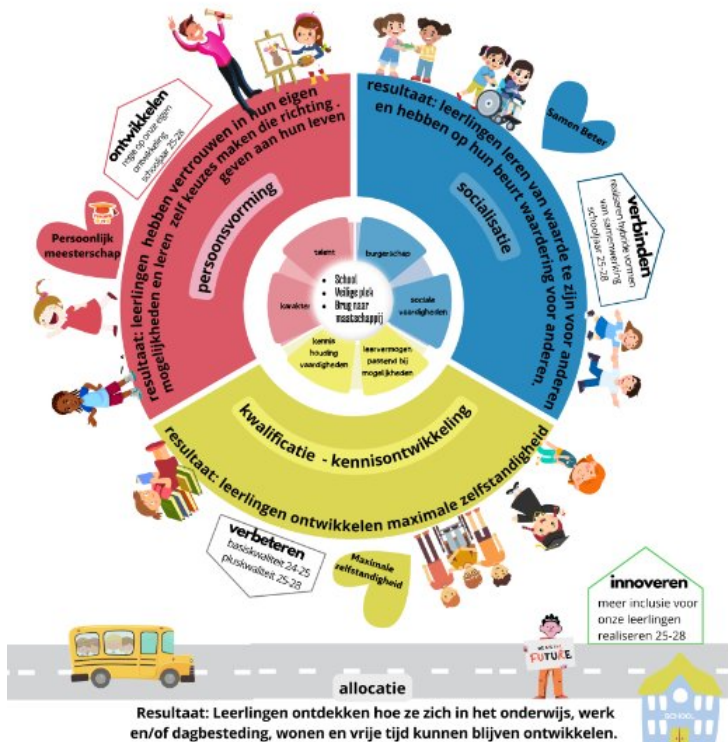 ontwikkelen
regie op onze eigen
ontwikkeling
schooljaar 25-28
Persoonlijk
meesterschap
resultaat: leerlingen hebben vertrouwen in hun eigen
mogelijkheden en leren zelf keuzes maken die richting .
geven aan hun leven
persoonsvorming
resultaat: leerlingen leren van waarde te zijn voor anderen
en hebben op hun beurt waardering voor anderen.
socialisatie
Samen Beter
verbinden
realiseren hybride vormen
van samenwerking
schooljaar 25-28
talent
burgerschap
karakter
sociale
vaardigheden
kennis
houding
vaardigheden
leervermogen
passend bij
mogelijkheden
• School
• Veilige plek
• Brug naar
maatschappij
kwalificatie - kennisontwikkeling
resultaat: leerlingen ontwikkelen maximale zelfstandigheid
verbeteren
basiskwaliteit 24-25
pluskwaliteit 25-28
Maximale
zelfstandigheid
innoveren
meer inclusie voor
onze leerlingen
realiseren 25-28
FUTURE
SCHOOL
allocatie
Resultaat: Leerlingen ontdekken hoe ze zich in het onderwijs, werk
en/of dagbesteding, wonen en vrije tijd kunnen blijven ontwikkelen.